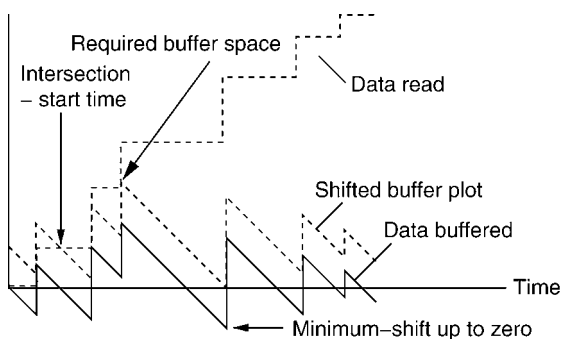 Required buffer space
Intersection
– start time
Data read
Shifted buffer plot
Data buffered
Time
Minimum–shift up to zero